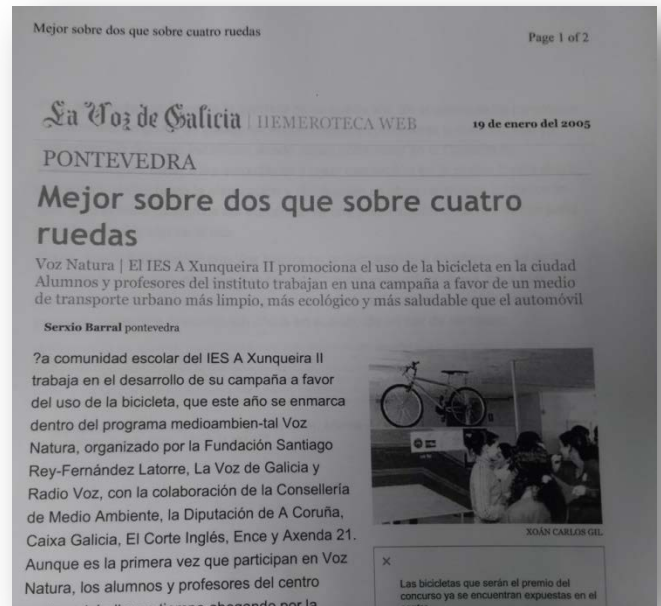 Mejor sobre dos que sobre cuatro ruedas
Page 1 of 2
La Voz de Galicia | HEMEROTECA WEB
19 de enero del 2005
PONTEVEDRA
Mejor sobre dos que sobre cuatro
ruedas
Voz Natura | El IES A Xunqueira II promociona el uso de la bicicleta en la ciudad
Alumnos y profesores del instituto trabajan en una campaña a favor de un medio
de transporte urbano más limpio, más ecológico y más saludable que el automóvil
Serxio Barral pontevedra
?a comunidad escolar del IES A Xunqueira II
trabaja en el desarrollo de su campaña a favor
del uso de la bicicleta, que este año se enmarca
dentro del programa medioambien-tal Voz
Natura, organizado por la Fundación Santiago
Rey-Fernández Latorre, La Voz de Galicia y
Radio Voz, con la colaboración de la Consellería
de Medio Ambiente, la Diputación de A Coruña,
Caixa Galicia, El Corte Inglés, Ence y Axenda 21.
Aunque es la primera vez que participan en Voz
Natura, los alumnos y profesores del centro
XOÁN CARLOS GIL
×
Las bicicletas que serán el premio del
concurso ya se encuentran expuestas en el